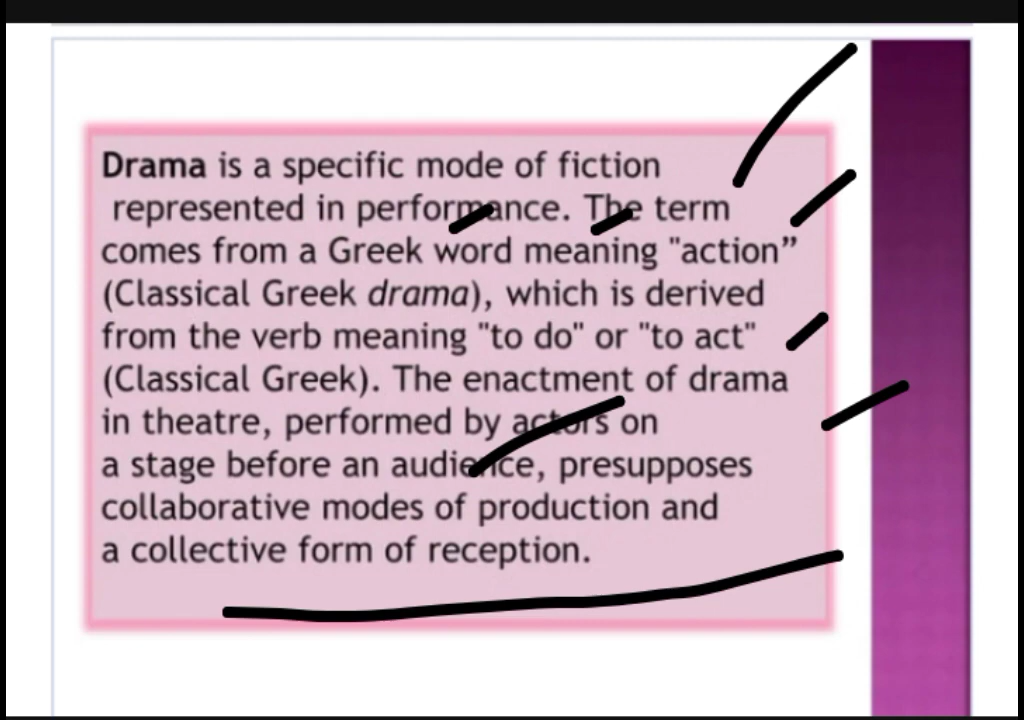 Drama is a specific mode of fiction
represented in performance. The term
comes from a Greek word meaning "action”
(Classical Greek drama), which is derived
from the verb meaning "to do" or "to act"
(Classical Greek). The enactment of drama
in theatre, performed by actors on
a stage before an audience, presupposes
collaborative modes of production and
a collective form of reception.